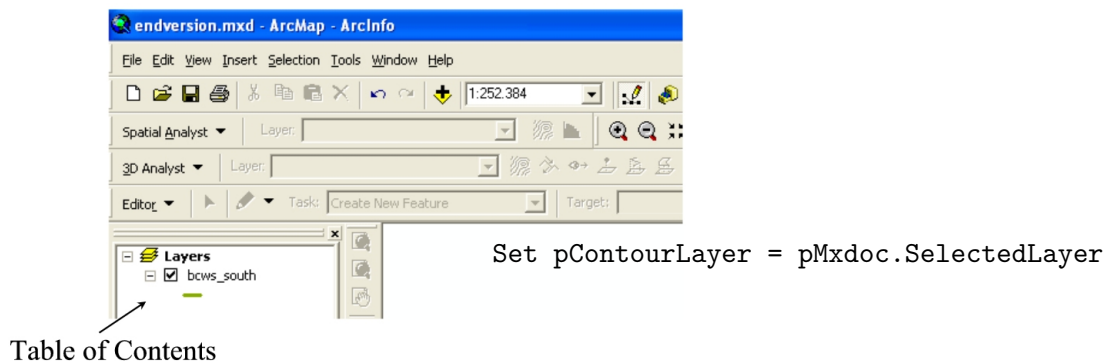 endversion.mxd - ArcMap - ArcInfo
File Edit View Insert Selection Tools Window Help
1:252.384
Spatial Analyst Layer:
3D Analyst Layer:
Editor Task: Create New Feature Target:
Layers
bcws_south
Set pContourLayer = pMxdoc.SelectedLayer
Table of Contents